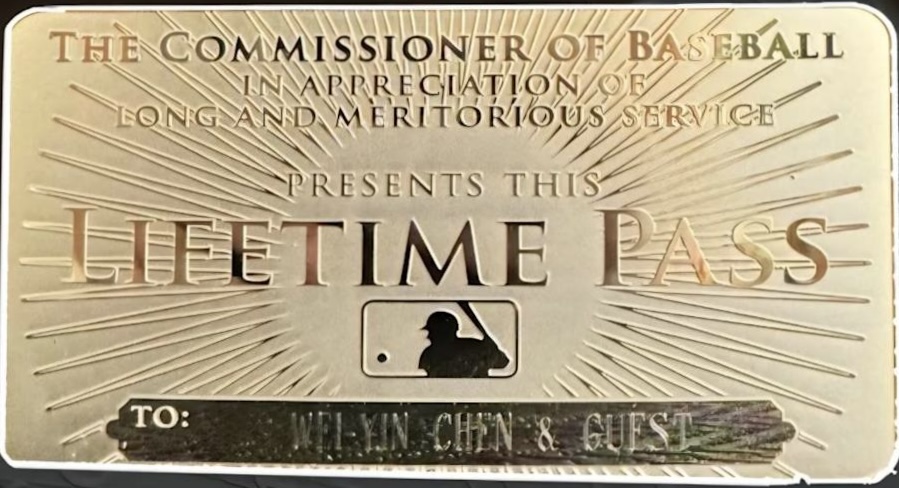 THE COMMISSIONER OF BASEBALL
IN APPRECIATION OF
LONG AND MERITORIOUS SERVICE
PRESENTS THIS
LIFETIME PASS
TO: WEI-YIN CHEN & GUEST